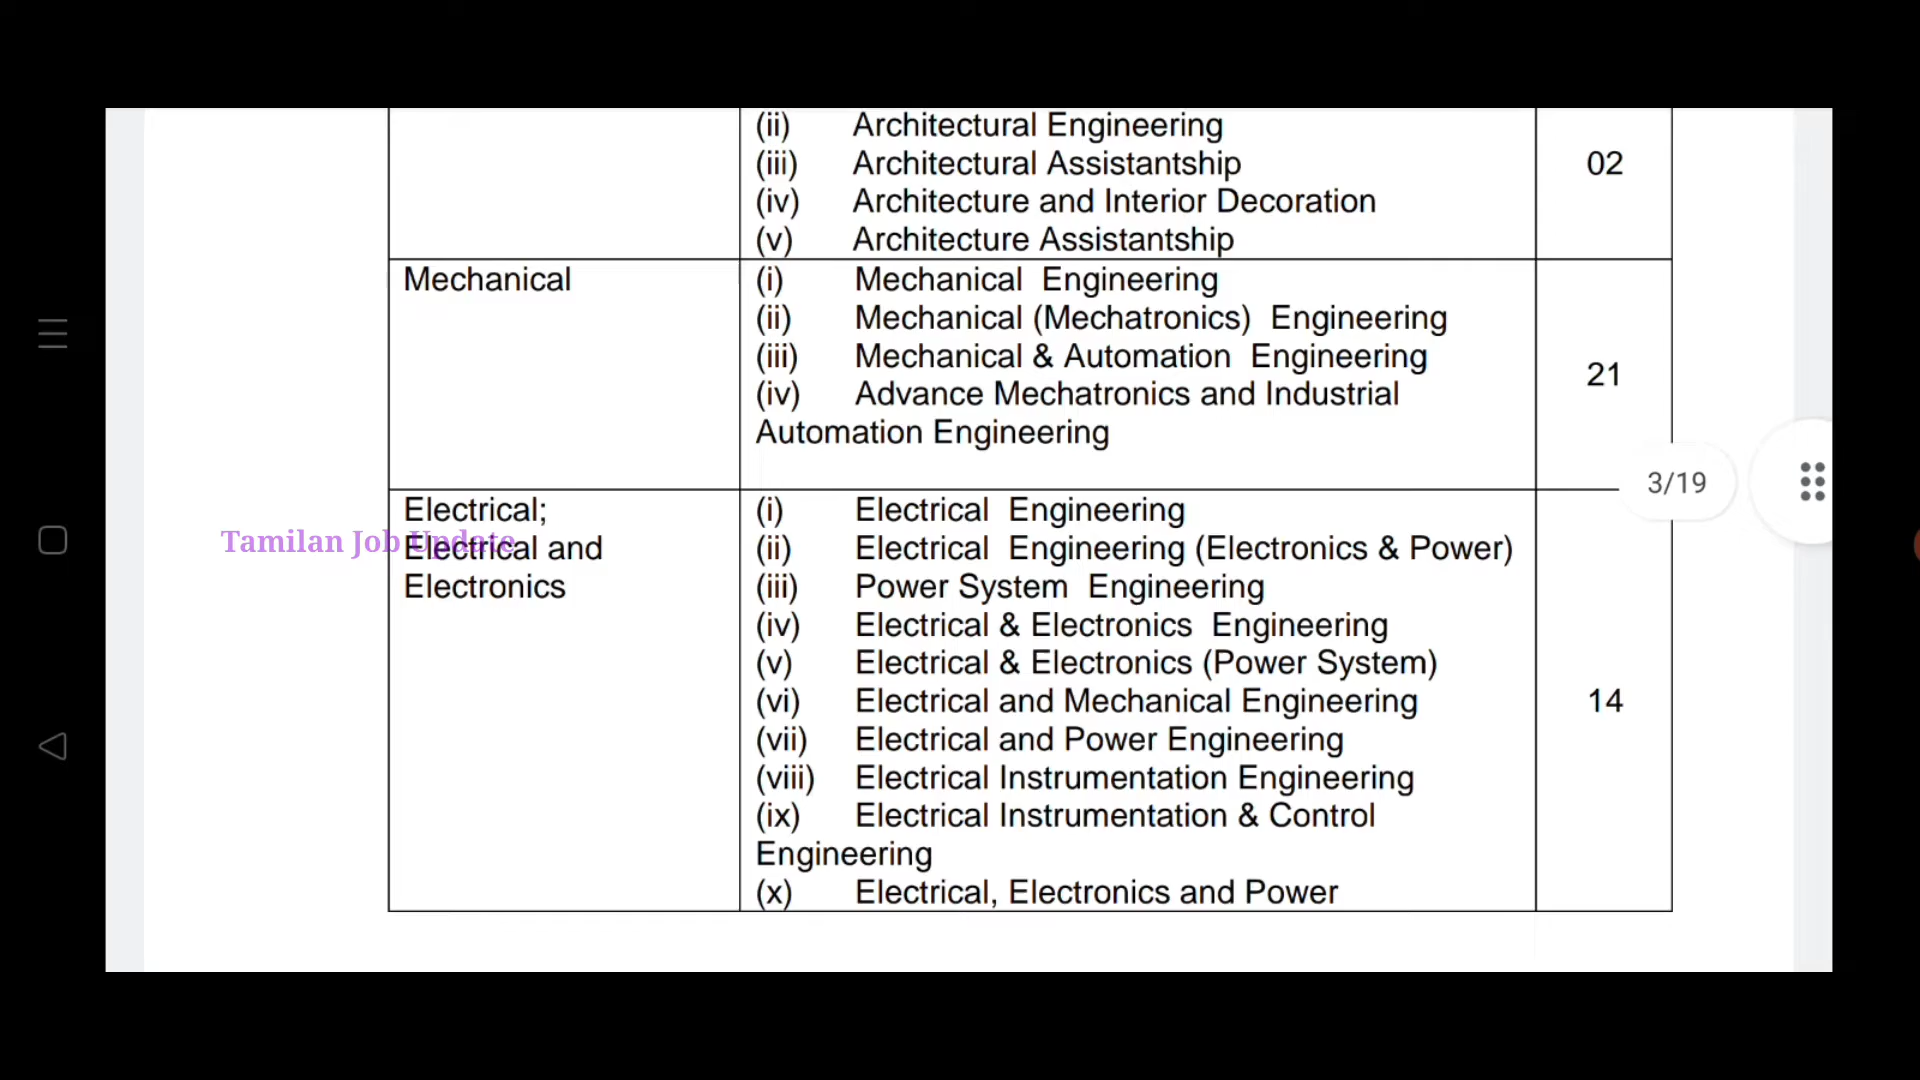 (ii) Architectural Engineering
(iii) Architectural Assistantship
02
(iv) Architecture and Interior Decoration
(v) Architecture Assistantship
Mechanical
(i) Mechanical Engineering
(ii) Mechanical (Mechatronics) Engineering
(iii) Mechanical & Automation Engineering
(iv) Advance Mechatronics and Industrial
Automation Engineering
21
3/19
Electrical;
Electrical and
Electronics
Tamilan Job Update
(i) Electrical Engineering
(ii) Electrical Engineering (Electronics & Power)
(iii) Power System Engineering
(iv) Electrical & Electronics Engineering
(v) Electrical & Electronics (Power System)
(vi) Electrical and Mechanical Engineering
(vii) Electrical and Power Engineering
(viii) Electrical Instrumentation Engineering
(ix) Electrical Instrumentation & Control
Engineering
(x) Electrical, Electronics and Power
14